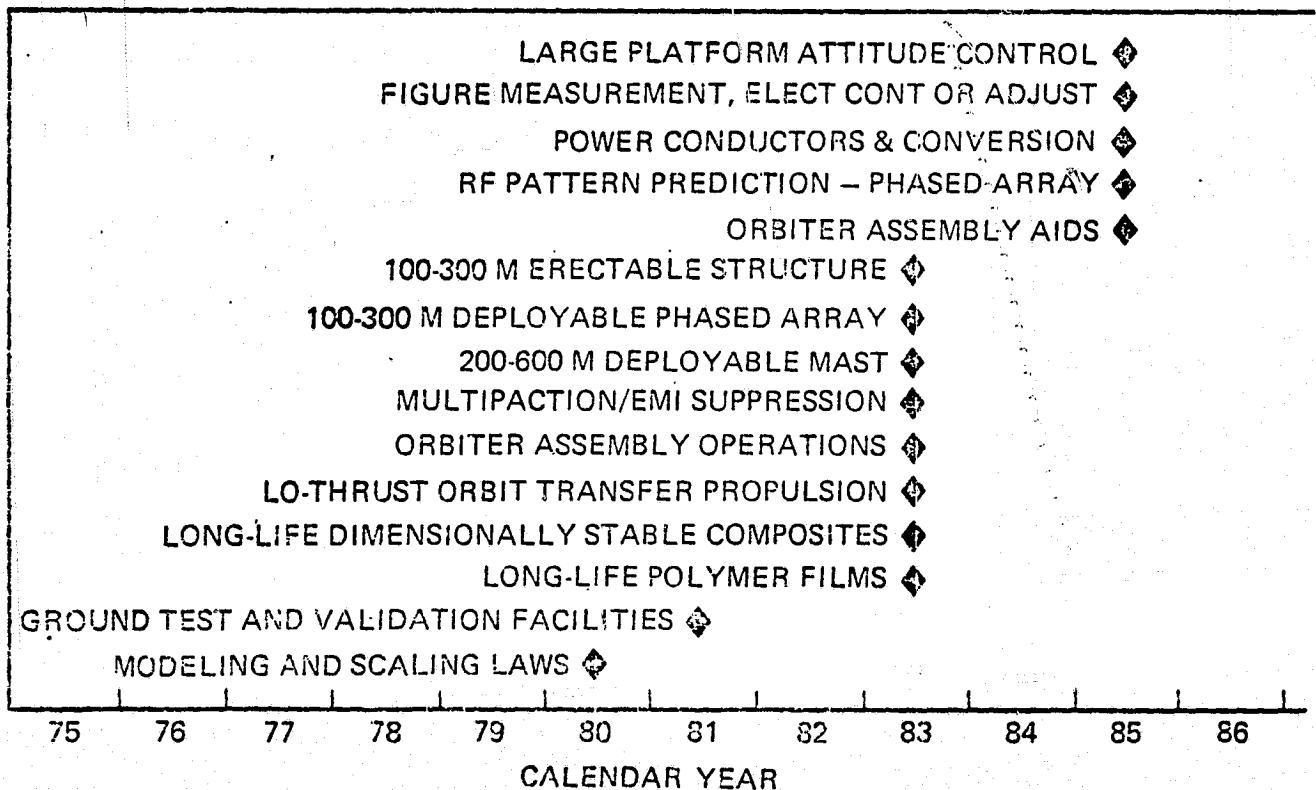 LARGE PLATFORM ATTITUDE CONTROL
FIGURE MEASUREMENT, ELECT CONT OR ADJUST
POWER CONDUCTORS & CONVERSION
RF PATTERN PREDICTION – PHASED ARRAY
ORBITER ASSEMBLY AIDS
100-300 M ERECTABLE STRUCTURE
100-300 M DEPLOYABLE PHASED ARRAY
200-600 M DEPLOYABLE MAST
MULTIPACTION/EMI SUPPRESSION
ORBITER ASSEMBLY OPERATIONS
LO-THRUST ORBIT TRANSFER PROPULSION
LONG-LIFE DIMENSIONALLY STABLE COMPOSITES
LONG-LIFE POLYMER FILMS
GROUND TEST AND VALIDATION FACILITIES
MODELING AND SCALING LAWS
75 76 77 78 79 80 81 82 83 84 85 86
CALENDAR YEAR